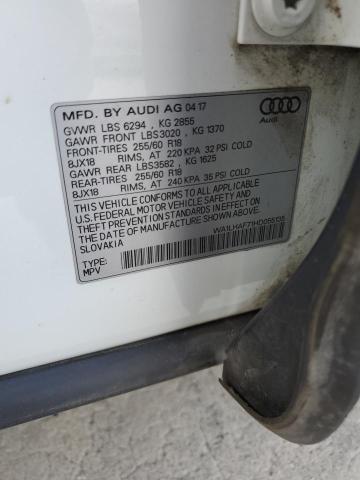 MFD. BY AUDI AG 04 17
GVWR LBS 6294 , KG 2855
GAWR FRONT LBS3020 , KG 1370
FRONT-TIRES 255/60 R18
8JX18 RIMS, AT 220 KPA 32 PSI COLD
GAWR REAR LBS3582 , KG 1625
REAR-TIRES 255/60 R18
8JX18 RIMS, AT 240 KPA 35 PSI COLD
THIS VEHICLE CONFORMS TO ALL APPLICABLE
U.S. FEDERAL MOTOR VEHICLE SAFETY AND
THEFT PREVENTION STANDARDS IN EFFECT ON
THE DATE OF MANUFACTURE SHOWN ABOVE.
SLOVAKIA
TYPE:
MPV
Audi